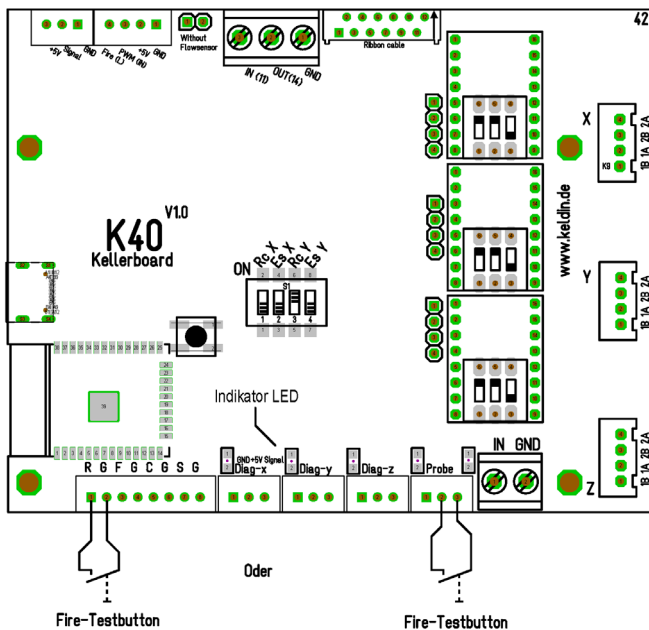 42
+5V Signal GND
Fire (L) PWM (IN) +5V GND
Without
Flowsensor
IN (11) OUT(14) GND
Ribbon cable
X
K9
1B 1A 2B 2A
www.keldin.de
K40 V1.0
Kellerboard
Rc X
Es X
Rc Y
Es Y
ON
S1
1 2 3 4
Y
1B 1A 2B 2A
Indikator LED
R G F G C G S G
GND+5V Signal
Diag-x
Diag-y
Diag-z
Probe
IN GND
Z
1B 1A 2B 2A
Oder
Fire-Testbutton
Fire-Testbutton